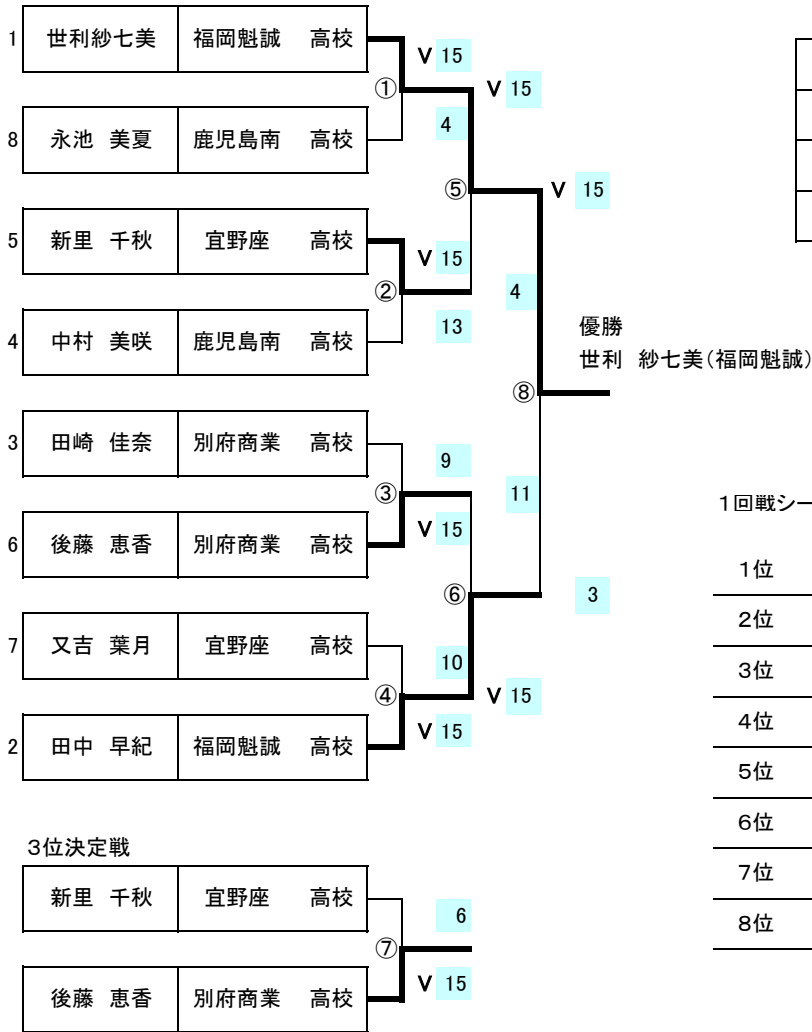 1 世利紗七美 福岡魁誠 高校
V 15
① V 15
4
8 永池 美夏 鹿児島南 高校
⑤ V 15
5 新里 千秋 宜野座 高校
V 15
② 4
13
4 中村 美咲 鹿児島南 高校
優勝
世利 紗七美(福岡魁誠)
⑧
3 田崎 佳奈 別府商業 高校
9
③ 11
V 15
1回戦シー
6 後藤 恵香 別府商業 高校
1位
⑥ 3
2位
7 又吉 葉月 宜野座 高校
10
3位
④ V 15
4位
V 15
2 田中 早紀 福岡魁誠 高校
5位
6位
3位決定戦
7位
新里 千秋 宜野座 高校
6
8位
⑦
V 15
後藤 恵香 別府商業 高校